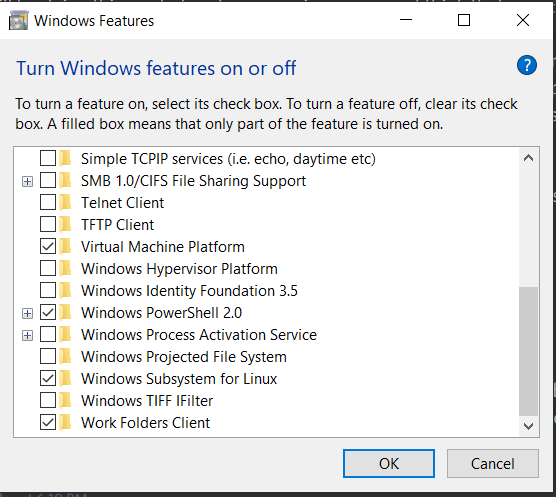 Windows Features
Turn Windows features on or off
?
To turn a feature on, select its check box. To turn a feature off, clear its check
box. A filled box means that only part of the feature is turned on.
Simple TCPIP services (i.e. echo, daytime etc)
SMB 1.0/CIFS File Sharing Support
Telnet Client
TFTP Client
Virtual Machine Platform
Windows Hypervisor Platform
Windows Identity Foundation 3.5
Windows PowerShell 2.0
Windows Process Activation Service
Windows Projected File System
Windows Subsystem for Linux
Windows TIFF IFilter
Work Folders Client
OK
Cancel